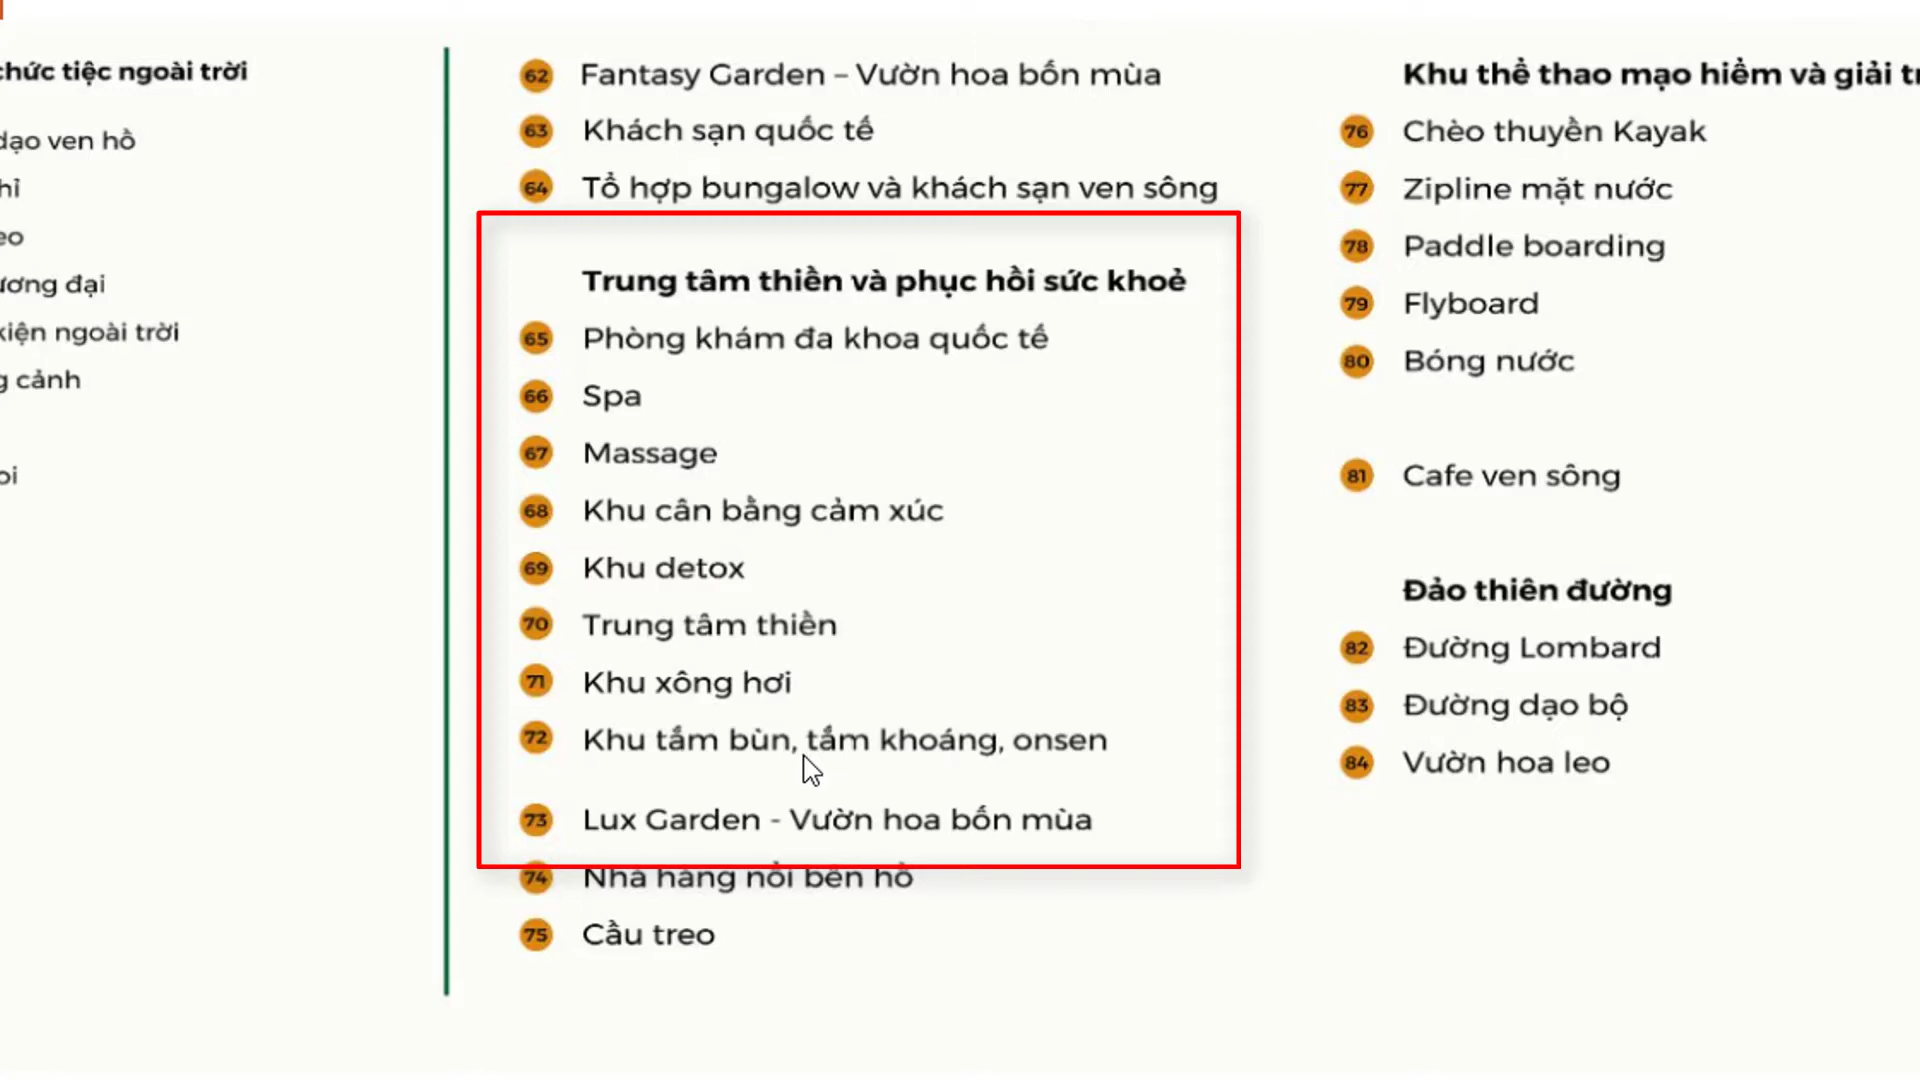 chức tiệc ngoài trời
dạo ven hồ
kiện ngoài trời
cảnh
62 Fantasy Garden – Vườn hoa bốn mùa
63 Khách sạn quốc tế
64 Tổ hợp bungalow và khách sạn ven sông
Trung tâm thiền và phục hồi sức khoẻ
65 Phòng khám đa khoa quốc tế
66 Spa
67 Massage
68 Khu cân bằng cảm xúc
69 Khu detox
70 Trung tâm thiền
71 Khu xông hơi
72 Khu tắm bùn, tắm khoáng, onsen
73 Lux Garden - Vườn hoa bốn mùa
74 Nhà hàng nổi bên hồ
75 Cầu treo
Khu thể thao mạo hiểm và giải
76 Chèo thuyền Kayak
77 Zipline mặt nước
78 Paddle boarding
79 Flyboard
80 Bóng nước
81 Cafe ven sông
Đảo thiên đường
82 Đường Lombard
83 Đường dạo bộ
84 Vườn hoa leo